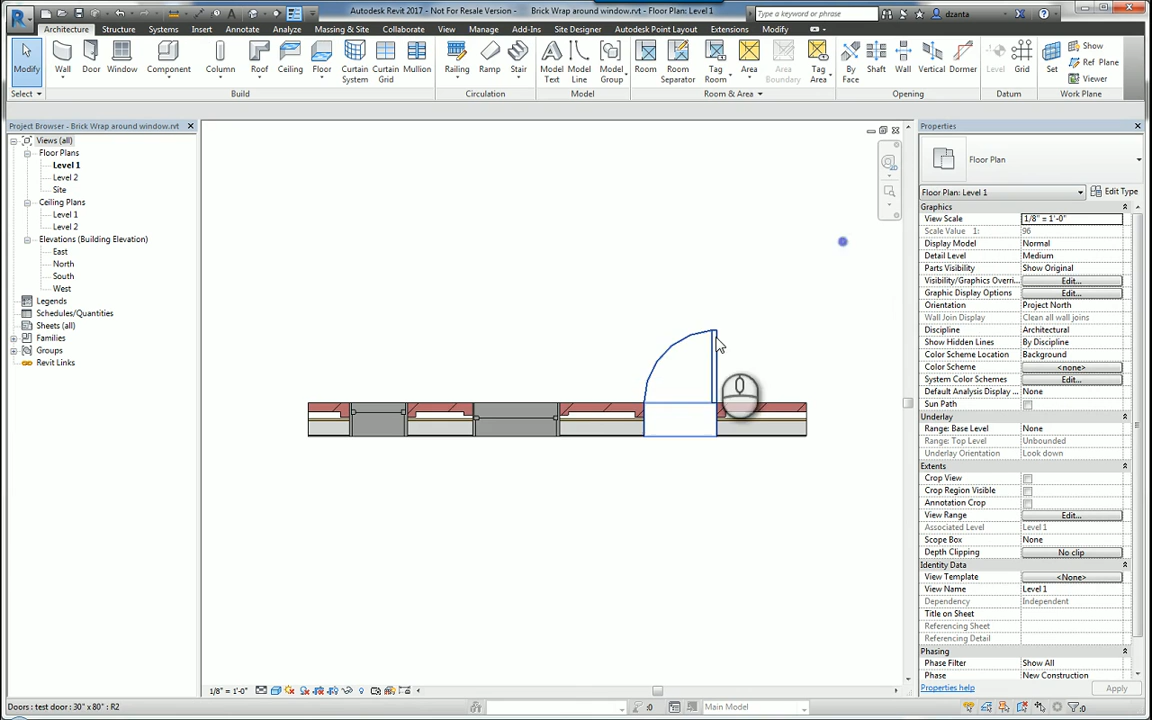 Autodesk Revit 2017 - Not For Resale Version - Brick Wrap around window.rvt - Floor Plan: Level 1
Type a keyword or phrase
dzanta
Architecture Structure Systems Insert Annotate Analyze Massing & Site Collaborate View Manage Add-Ins Site Designer Autodesk Point Layout Extensions Modify
Modify Wall Door Window Component Column Roof Ceiling Floor Curtain System Curtain Grid Mullion Railing Ramp Stair Model Text Model Line Model Group Room Room Separator Tag Room Area Area Boundary Tag Area By Face Shaft Wall Vertical Dormer Level Grid Set Show Ref Plane Viewer
Select Build Circulation Model Room & Area Opening Datum Work Plane
Project Browser - Brick Wrap around window.rvt
Views (all)
Floor Plans
Level 1
Level 2
Site
Ceiling Plans
Level 1
Level 2
Elevations (Building Elevation)
East
North
South
West
Legends
Schedules/Quantities
Sheets (all)
Families
Groups
Revit Links
2D
Properties
Floor Plan
Floor Plan: Level 1 Edit Type
Graphics
View Scale 1/8" = 1'-0"
Scale Value 1: 96
Display Model Normal
Detail Level Medium
Parts Visibility Show Original
Visibility/Graphics Overri... Edit...
Graphic Display Options Edit...
Orientation Project North
Wall Join Display Clean all wall joins
Discipline Architectural
Show Hidden Lines By Discipline
Color Scheme Location Background
Color Scheme <none>
System Color Schemes Edit...
Default Analysis Display ... None
Sun Path
Underlay
Range: Base Level None
Range: Top Level Unbounded
Underlay Orientation Look down
Extents
Crop View
Crop Region Visible
Annotation Crop
View Range Edit...
Associated Level Level 1
Scope Box None
Depth Clipping No clip
Identity Data
View Template <None>
View Name Level 1
Dependency Independent
Title on Sheet
Referencing Sheet
Referencing Detail
Phasing
Phase Filter Show All
Phase New Construction
Properties help Apply
1/8" = 1'-0"
Doors : test door : 30" x 80" : R2
:0
Main Model
:0